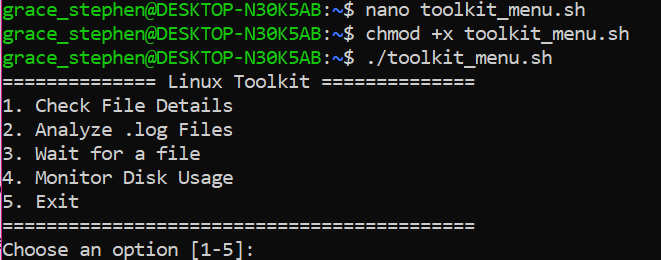 grace_stephen@DESKTOP-N30K5AB:~$ nano toolkit_menu.sh
grace_stephen@DESKTOP-N30K5AB:~$ chmod +x toolkit_menu.sh
grace_stephen@DESKTOP-N30K5AB:~$ ./toolkit_menu.sh
============== Linux Toolkit ==============
1. Check File Details
2. Analyze .log Files
3. Wait for a file
4. Monitor Disk Usage
5. Exit
===========================================
Choose an option [1-5]: